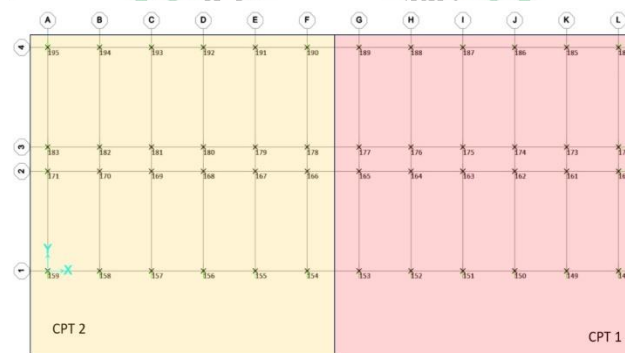 A B C D E F G H I J K L
4
195 194 193 192 191 190 189 188 187 186 185
3
183 182 181 180 179 178 177 176 175 174 173
2
171 170 169 168 167 166 165 164 163 162 161
Y
X
1
159 158 157 156 155 154 153 152 151 150 149
CPT 2
CPT 1